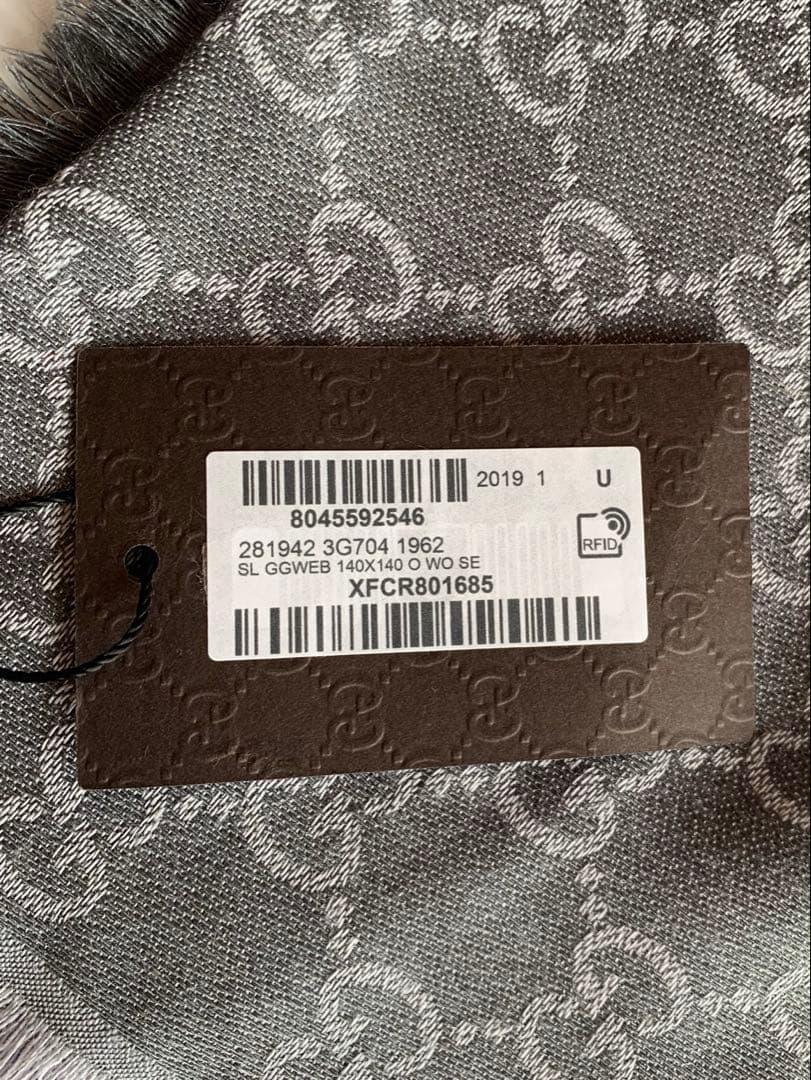 2019 1 U
8045592546
RFID
281942 3G704 1962
SL GGWEB 140X140 O WO SE
XFCR801685